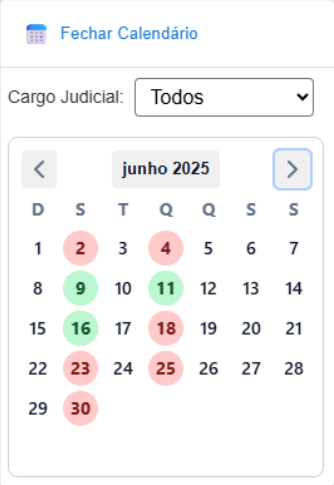 Fechar Calendário
Cargo Judicial: Todos
junho 2025
D S T Q Q S S
1 2 3 4 5 6 7
8 9 10 11 12 13 14
15 16 17 18 19 20 21
22 23 24 25 26 27 28
29 30